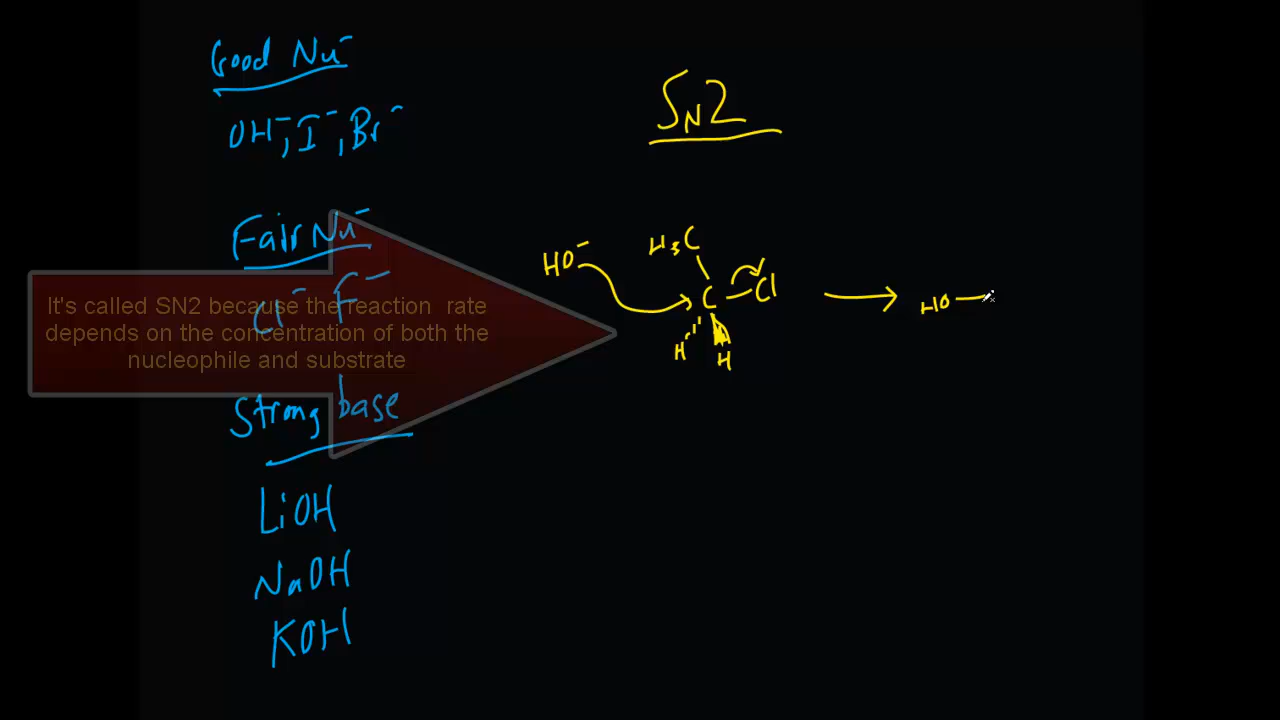 Good Nu⁻
OH⁻, I⁻, Br⁻
Fair Nu⁻
Cl⁻ F⁻
Strong base
LiOH
NaOH
KOH
It's called SN2 because the reaction rate
depends on the concentration of both the
nucleophile and substrate
SN2
H₃C
HO⁻
C Cl
H H
HO